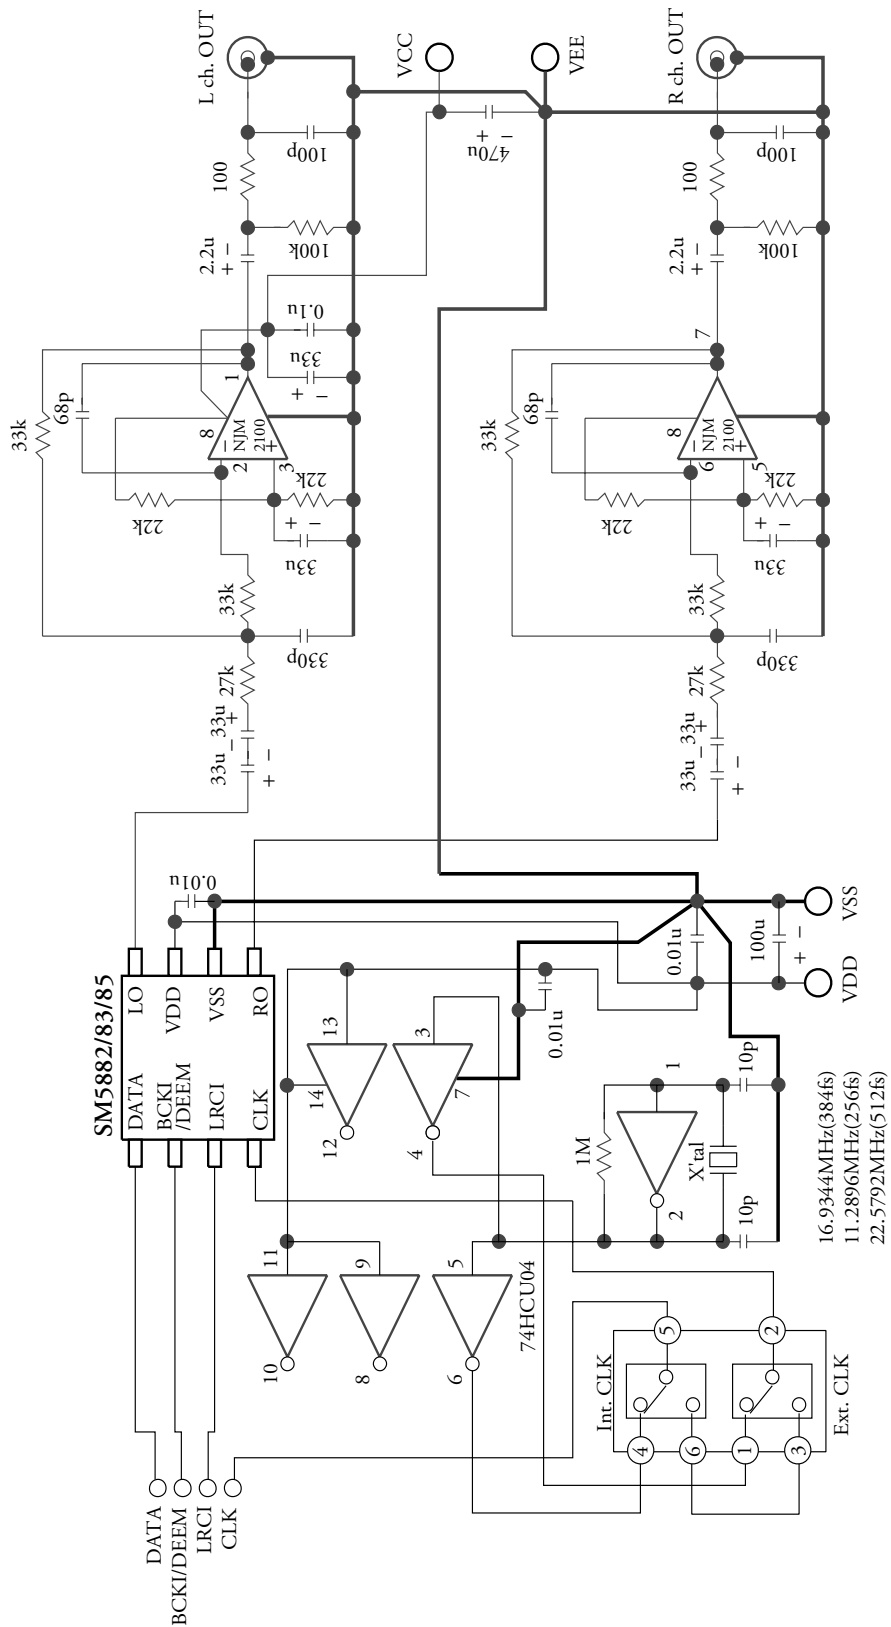 DATA
BCKI/DEEM
LRCI
CLK
SM5882/83/85
DATA
BCKI
/DEEM
LRCI
CLK
LO
VDD
VSS
RO
0.01u
10
11
8
9
6
5
74HCU04
12
13
14
4
3
7
0.01u
0.01u
100u
+
−
VDD
VSS
1M
2
1
X'tal
10p
10p
16.9344MHz(384fs)
11.2896MHz(256fs)
22.5792MHz(512fs)
Int. CLK
Ext. CLK
4
6
1
3
5
2
33u
33u
+
−
−
+
27k
330p
33k
33k
68p
22k
22k
33u
+
−
2
3
8
1
−
NJM
2100
+
33u
+
−
0.1u
2.2u
+
−
100k
100
100p
L ch. OUT
VCC
VEE
470u
+
−
33u
33u
+
−
−
+
27k
330p
33k
33k
68p
22k
22k
33u
+
−
6
5
8
7
−
NJM
2100
+
2.2u
+
−
100k
100
100p
R ch. OUT